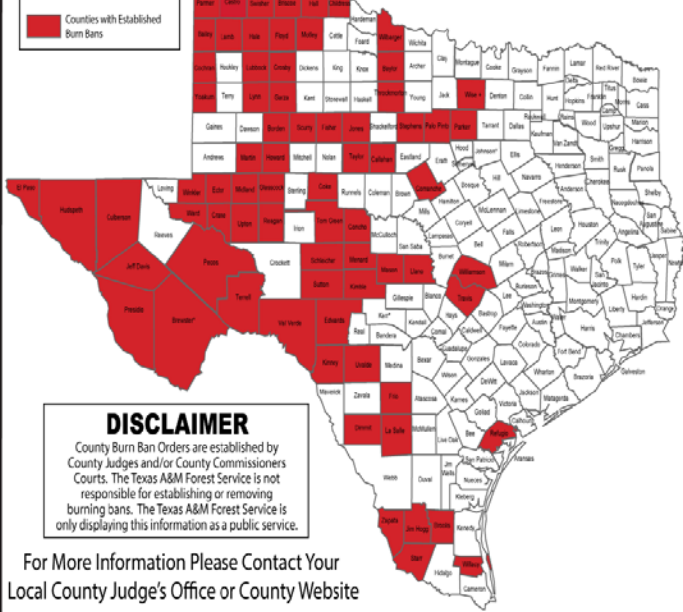 Counties with Established
Burn Bans
Parmer Castro Swisher Briscoe Hall Childress
Hardeman
Bailey Lamb Hale Floyd Motley Cottle
Foard
Wilbarger
Wichita
Clay
Montague
Cooke
Grayson
Fannin
Lamar
Red River
Bowie
Cochran Hockley Lubbock Crosby Dickens King Knox Baylor Archer
Jack
Wise
Denton
Collin
Hunt
Hopkins
Franklin
Titus
Morris
Cass
Yoakum Terry Lynn Garza Kent Stonewall Haskell Throckmorton Young
Gaines Dawson Borden Scurry Fisher Jones Shackelford Stephens Palo Pinto Parker Tarrant Dallas
Rockwall
Kaufman
Rains
Wood
Upshur
Marion
Harrison
Gregg
Van Zandt
Andrews Martin Howard Mitchell Nolan Taylor Callahan Eastland Erath
Hood
Johnson*
Ellis
Henderson
Smith
Rusk
Panola
El Paso
Hudspeth
Culberson
Loving
Winkler Ector Midland Glasscock Sterling Coke Runnels Coleman Brown
Comanche
Bosque
Hill
Navarro
Freestone
Anderson
Cherokee
Shelby
Nacogdoches
San
Augustine
Sabine
Reeves
Ward Crane Upton Reagan Irion Tom Green Concho
McCulloch
San Saba
Mills
Hamilton
Lampasas
Coryell
McLennan
Limestone
Falls
Leon
Houston
Angelina
Trinity
Bell
Robertson
Madison
Polk
Tyler
Jasper
Newton
Jeff Davis
Pecos
Crockett
Schleicher Menard
Mason Llano
Burnet
Williamson
Milam
Brazos
Grimes
Walker
San
Jacinto
Burleson
Washington
Montgomery
Liberty
Hardin
Orange
Jefferson
Presidio
Brewster*
Terrell
Sutton Kimble
Gillespie
Blanco
Travis
Lee
Bastrop
Austin
Waller
Harris
Chambers
Val Verde
Edwards
Real
Kerr*
Kendall
Bandera
Hays
Comal
Caldwell
Fayette
Colorado
Fort Bend
Galveston
Guadalupe
Gonzales
Lavaca
Wharton
Brazoria
Kinney Uvalde Medina
Bexar
Wilson
DeWitt
Jackson
Matagorda
Maverick
Zavala
Frio
Atascosa
Karnes
Victoria
Goliad
Calhoun
Dimmit La Salle McMullen
Live Oak
Bee
Refugio
Aransas
San Patricio
Webb
Duval
Jim
Wells
Nueces
Kleberg
Zapata Jim Hogg Brooks Kenedy
Starr
Hidalgo
Willacy
Cameron
DISCLAIMER
County Burn Ban Orders are established by
County Judges and/or County Commissioners
Courts. The Texas A&M Forest Service is not
responsible for establishing or removing
burning bans. The Texas A&M Forest Service is
only displaying this information as a public service.
For More Information Please Contact Your
Local County Judge's Office or County Website